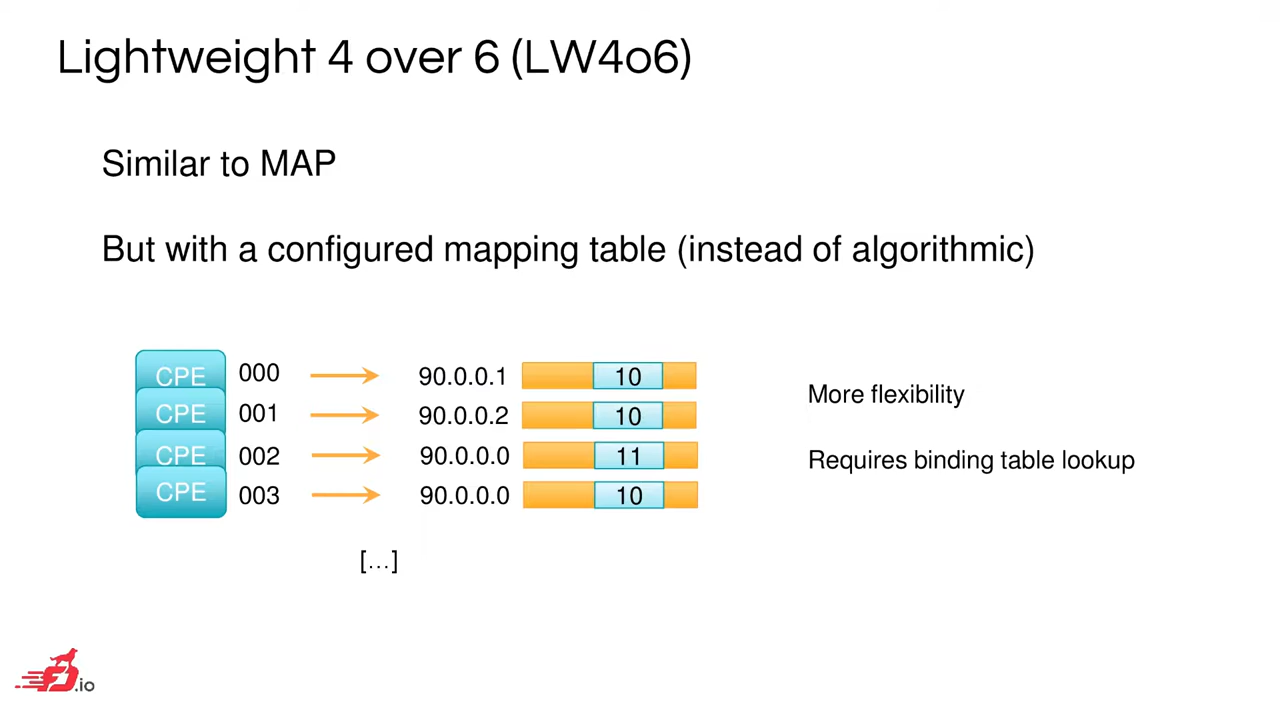 Lightweight 4 over 6 (LW4o6)
Similar to MAP
But with a configured mapping table (instead of algorithmic)
CPE 000 90.0.0.1 10
CPE 001 90.0.0.2 10
CPE 002 90.0.0.0 11
CPE 003 90.0.0.0 10
More flexibility
Requires binding table lookup
[...]
.io